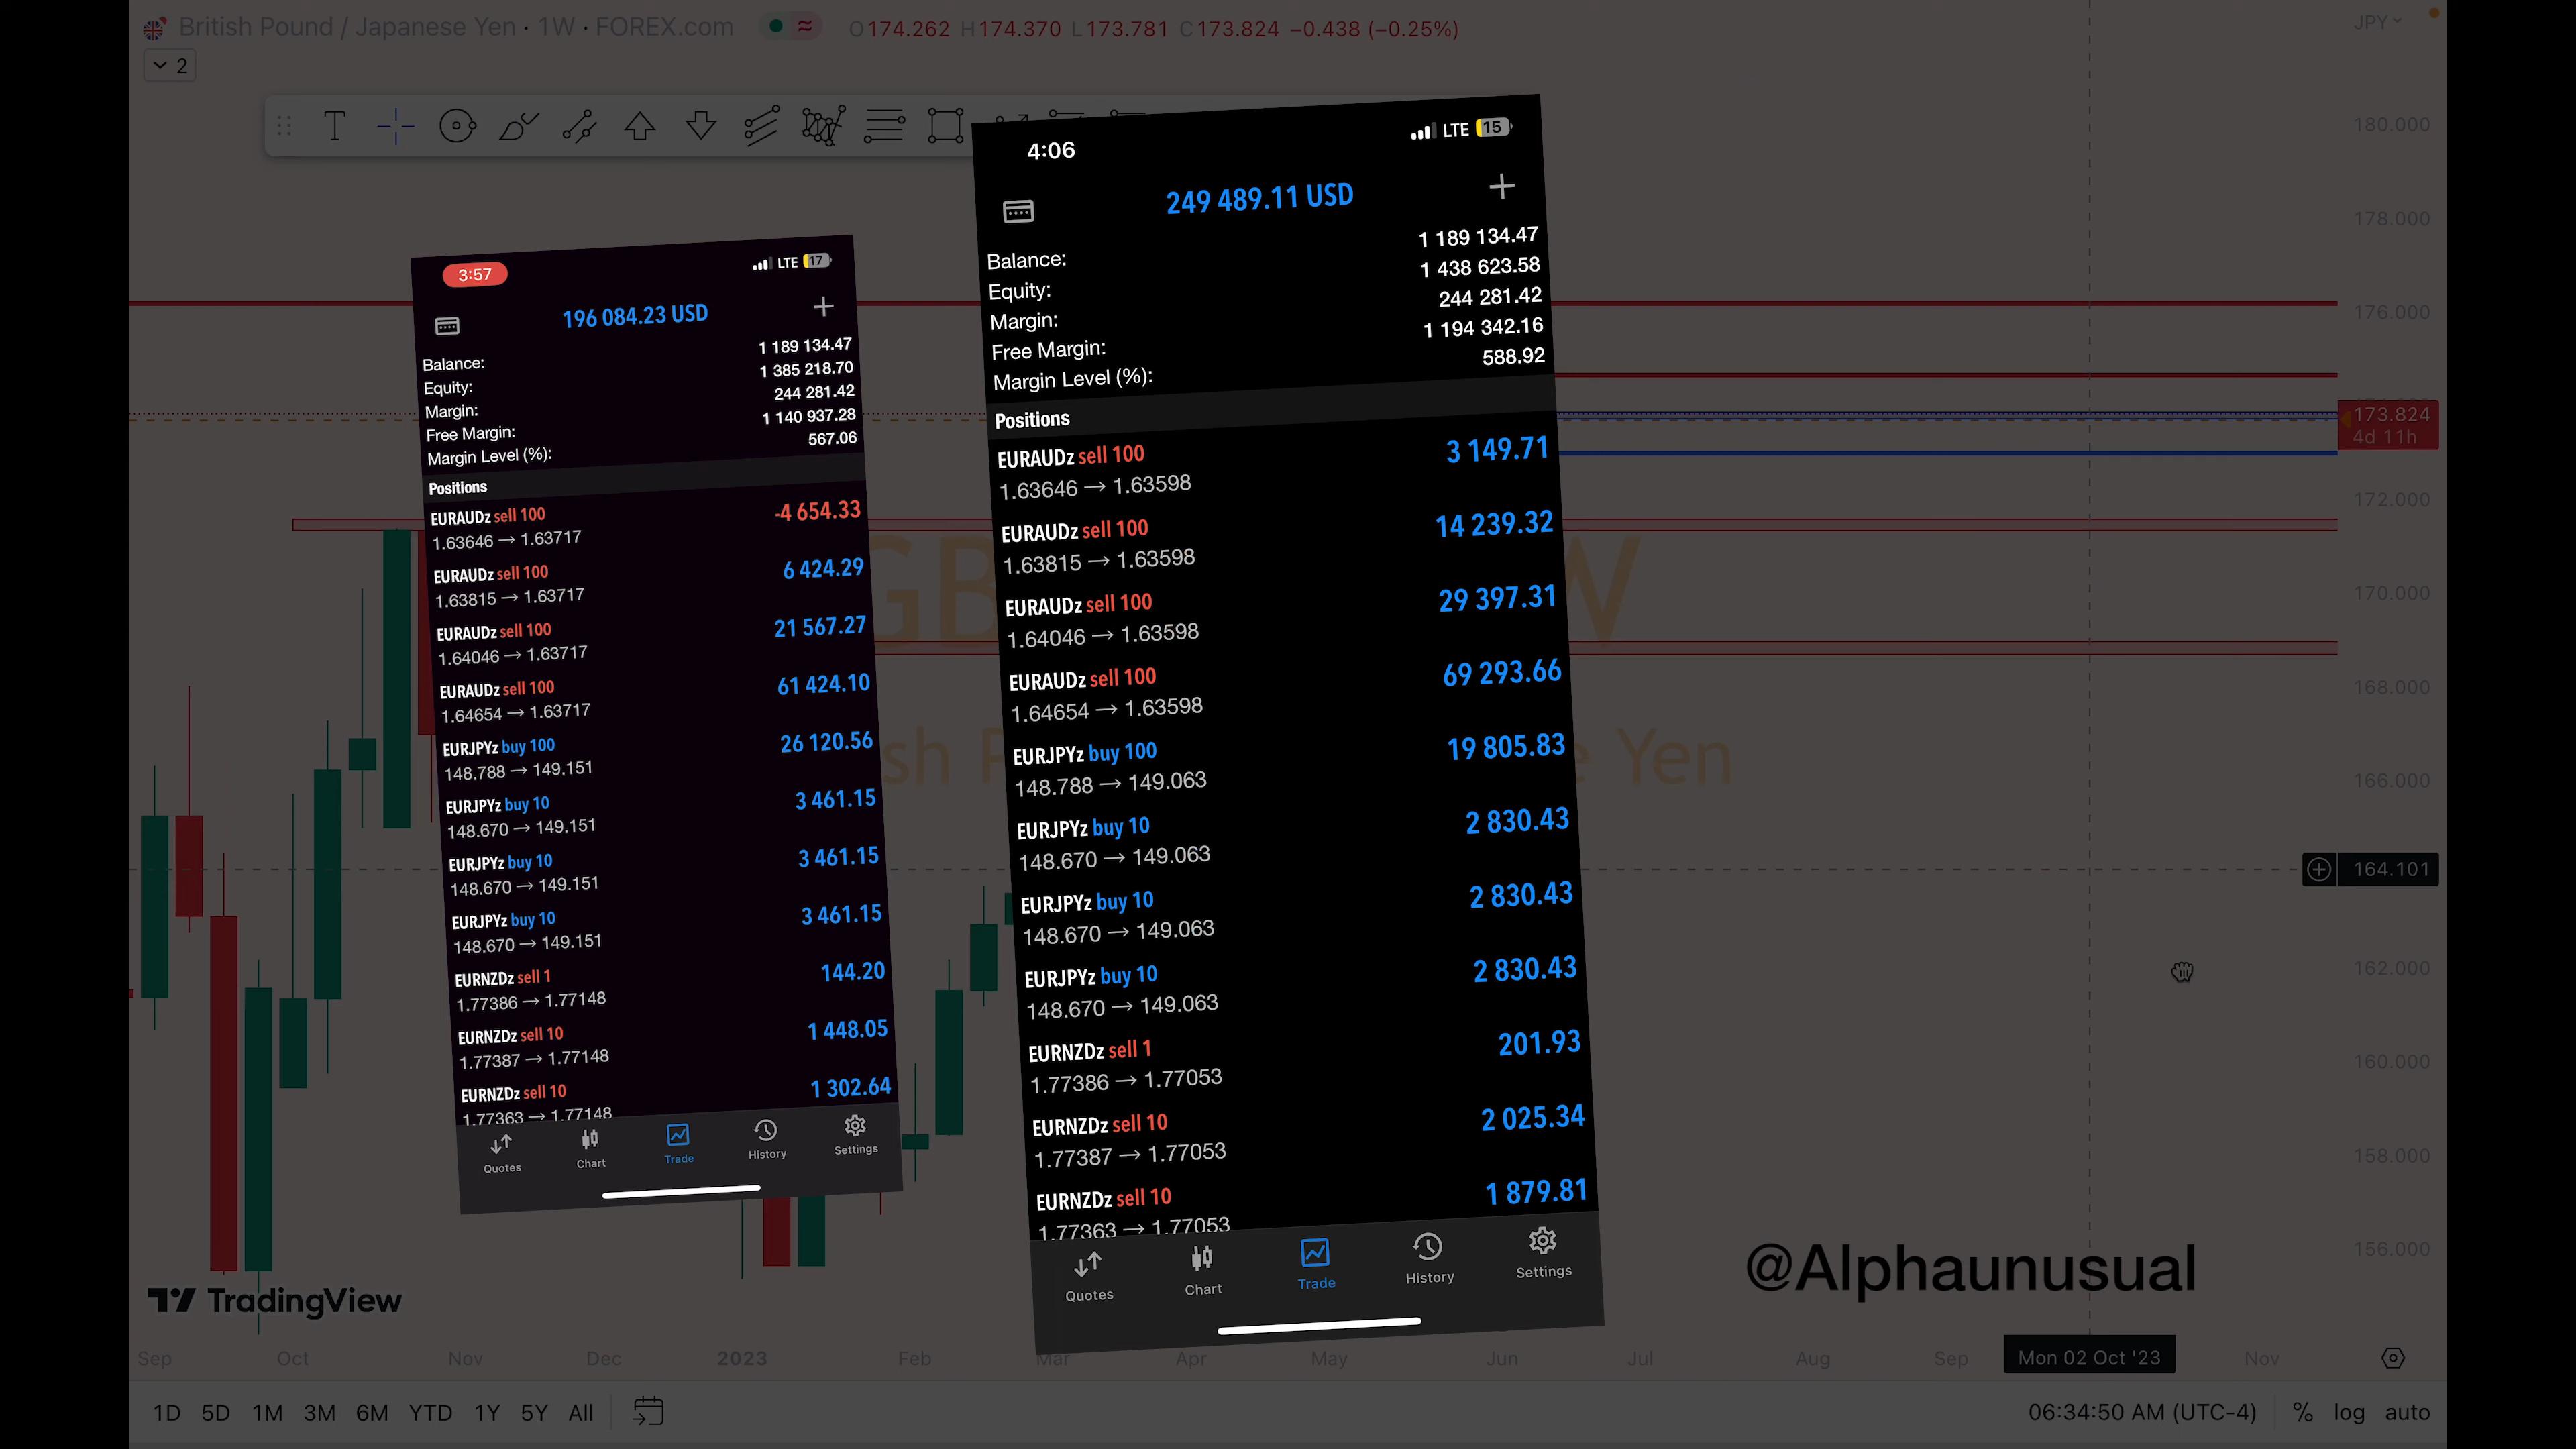 British Pound / Japanese Yen · 1W · FOREX.com ≈ O174.262 H174.370 L173.781 C173.824 −0.438 (−0.25%)
JPY
2
T
180.000
178.000
176.000
173.824
4d 11h
172.000
170.000
168.000
166.000
164.101
162.000
160.000
158.000
156.000
3:57
LTE 17
196 084.23 USD
+
Balance: 1 189 134.47
Equity: 1 385 218.70
Margin: 244 281.42
Free Margin: 1 140 937.28
Margin Level (%): 567.06
Positions
EURAUDz sell 100 -4 654.33
1.63646 → 1.63717
EURAUDz sell 100 6 424.29
1.63815 → 1.63717
EURAUDz sell 100 21 567.27
1.64046 → 1.63717
EURAUDz sell 100 61 424.10
1.64654 → 1.63717
EURJPYz buy 100 26 120.56
148.788 → 149.151
EURJPYz buy 10 3 461.15
148.670 → 149.151
EURJPYz buy 10 3 461.15
148.670 → 149.151
EURJPYz buy 10 3 461.15
148.670 → 149.151
EURNZDz sell 1 144.20
1.77386 → 1.77148
EURNZDz sell 10 1 448.05
1.77387 → 1.77148
EURNZDz sell 10 1 302.64
1.77363 → 1.77148
Quotes Chart Trade History Settings
4:06
LTE 15
249 489.11 USD
+
Balance: 1 189 134.47
Equity: 1 438 623.58
Margin: 244 281.42
Free Margin: 1 194 342.16
Margin Level (%): 588.92
Positions
EURAUDz sell 100 3 149.71
1.63646 → 1.63598
EURAUDz sell 100 14 239.32
1.63815 → 1.63598
EURAUDz sell 100 29 397.31
1.64046 → 1.63598
EURAUDz sell 100 69 293.66
1.64654 → 1.63598
EURJPYz buy 100 19 805.83
148.788 → 149.063
EURJPYz buy 10 2 830.43
148.670 → 149.063
EURJPYz buy 10 2 830.43
148.670 → 149.063
EURJPYz buy 10 2 830.43
148.670 → 149.063
EURNZDz sell 1 201.93
1.77386 → 1.77053
EURNZDz sell 10 2 025.34
1.77387 → 1.77053
EURNZDz sell 10 1 879.81
1.77363 → 1.77053
Quotes Chart Trade History Settings
GB W
sh P e Yen
@Alphaunusual
TradingView
Sep Oct Nov Dec 2023 Feb Mar Apr May Jun Jul Aug Sep Mon 02 Oct '23 Nov
1D 5D 1M 3M 6M YTD 1Y 5Y All 06:34:50 AM (UTC-4) % log auto